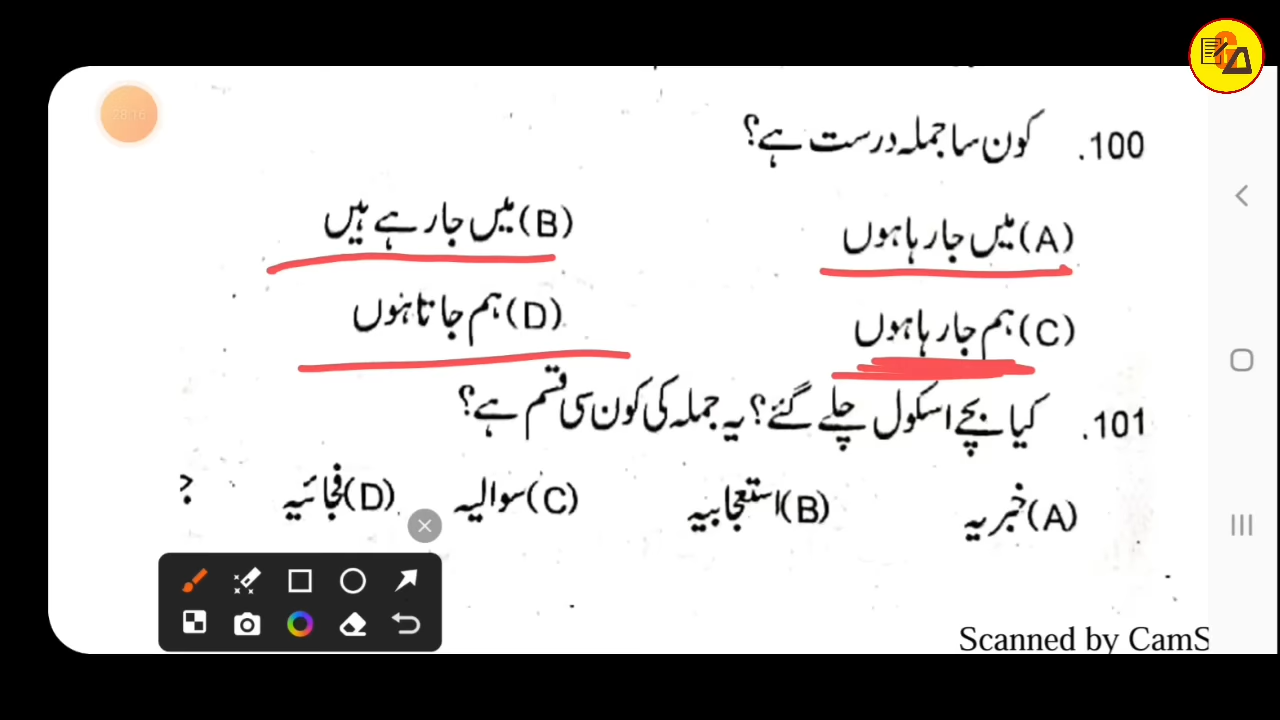 100. کون سا جملہ درست ہے؟
(A) میں جا رہا ہوں (B) میں جا رہے ہیں
(C) ہم جا رہا ہوں (D) ہم جاتا ہوں
101. کیا بچے اسکول چلے گئے؟ یہ جملہ کی کون سی قسم ہے؟
(A) خبریہ (B) استعجابیہ (C) سوالیہ (D) فجائیہ
Scanned by CamS